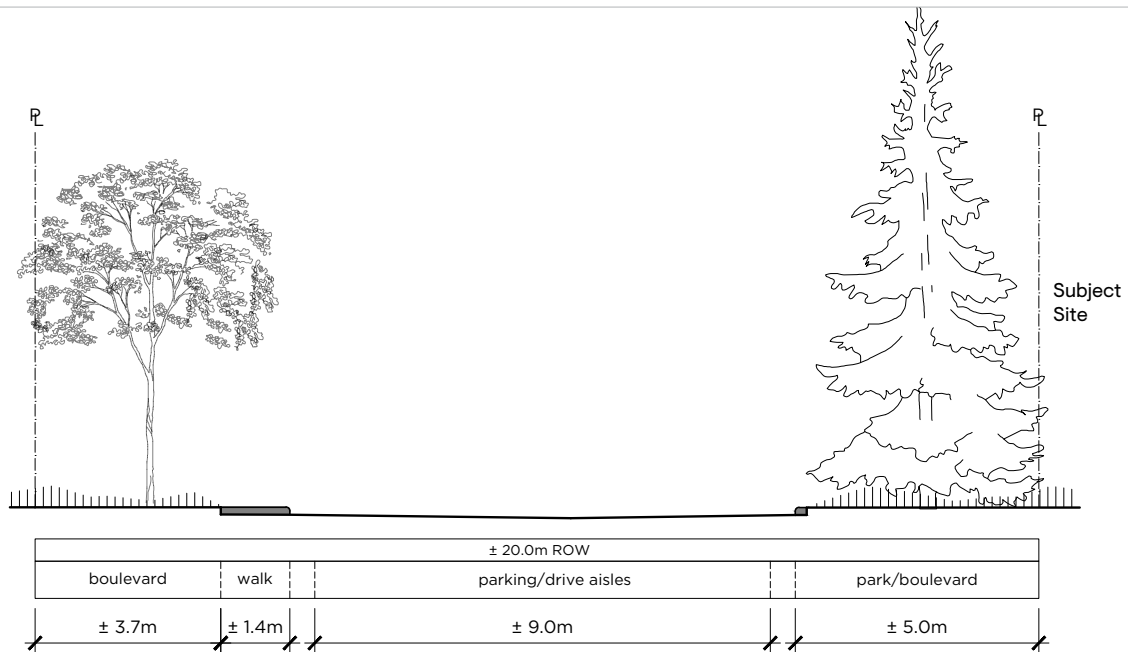 PL
PL
Subject
Site
± 20.0m ROW
boulevard
walk
parking/drive aisles
park/boulevard
± 3.7m
± 1.4m
± 9.0m
± 5.0m